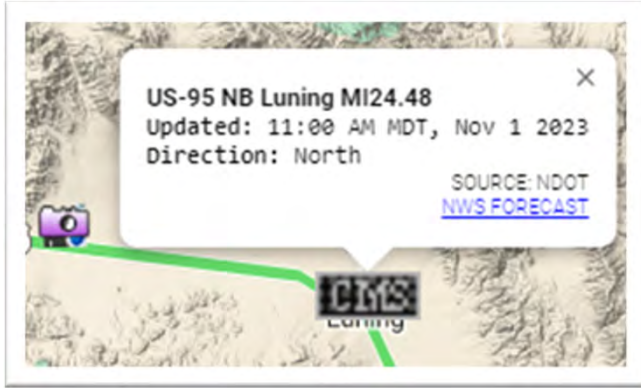 US-95 NB Luning MI24.48
Updated: 11:00 AM MDT, Nov 1 2023
Direction: North
SOURCE: NDOT
NWS FORECAST
CMS
Luning